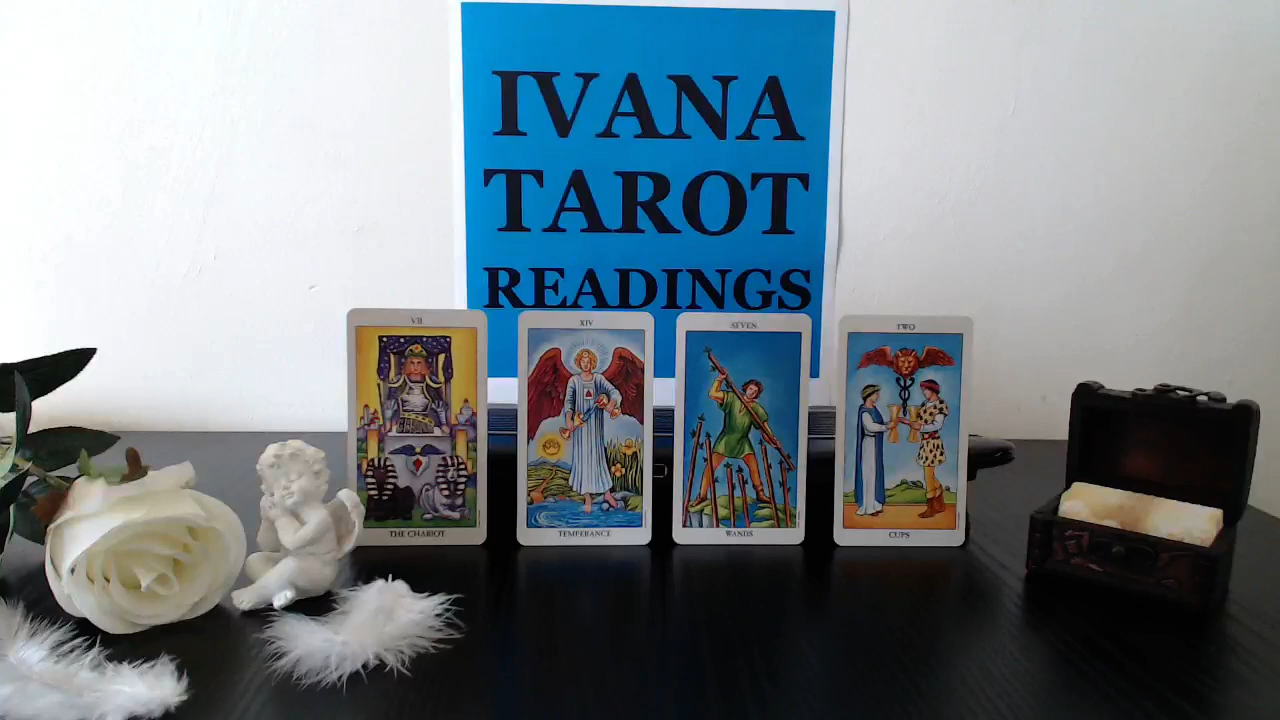 IVANA
TAROT
READINGS
VII
THE CHARIOT
XIV
TEMPERANCE
SEVEN
WANDS
TWO
CUPS